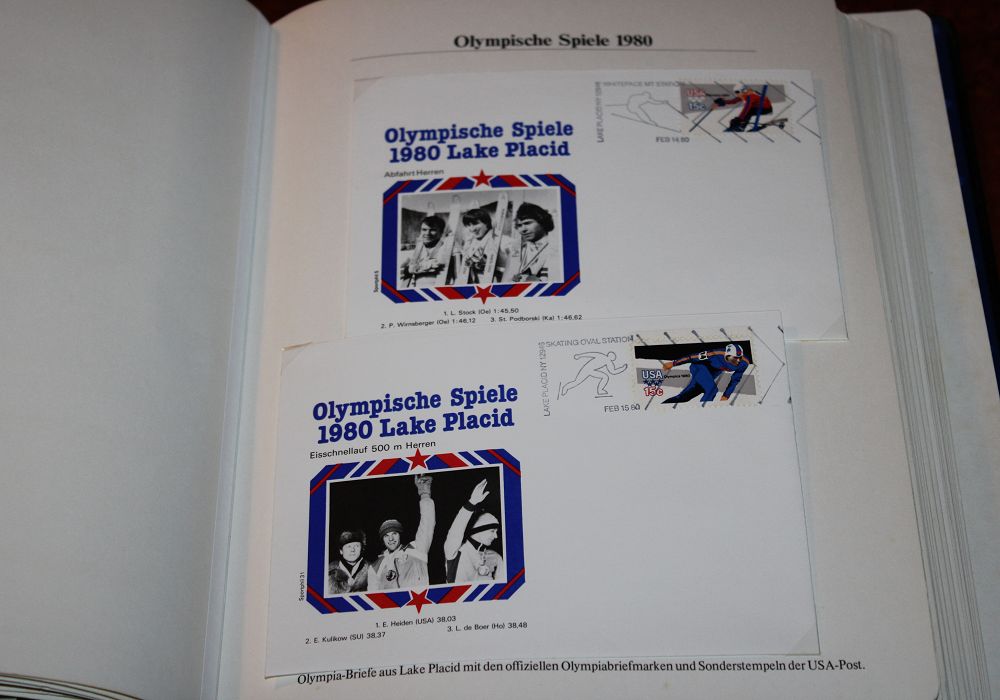 Olympische Spiele 1980
Olympische Spiele
1980 Lake Placid
Abfahrt Herren
LAKE PLACID NY 12946
WHITEFACE MT STATION
FEB 14 80
USA
15c
1. L. Stock (Oe) 1:45,50
2. P. Wirnsberger (Oe) 1:46,12 3. St. Podborski (Ka) 1:46,62
Olympische Spiele
1980 Lake Placid
Eisschnellauf 500 m Herren
LAKE PLACID NY 12946
SKATING OVAL STATION
FEB 15 80
USA
Olympics 1980
15c
Sportphil 31
1. E. Heiden (USA) 38,03
2. E. Kulikow (SU) 38,37 3. L. de Boer (Ho) 38,48
Olympia-Briefe aus Lake Placid mit den offiziellen Olympiabriefmarken und Sonderstempeln der USA-Post.